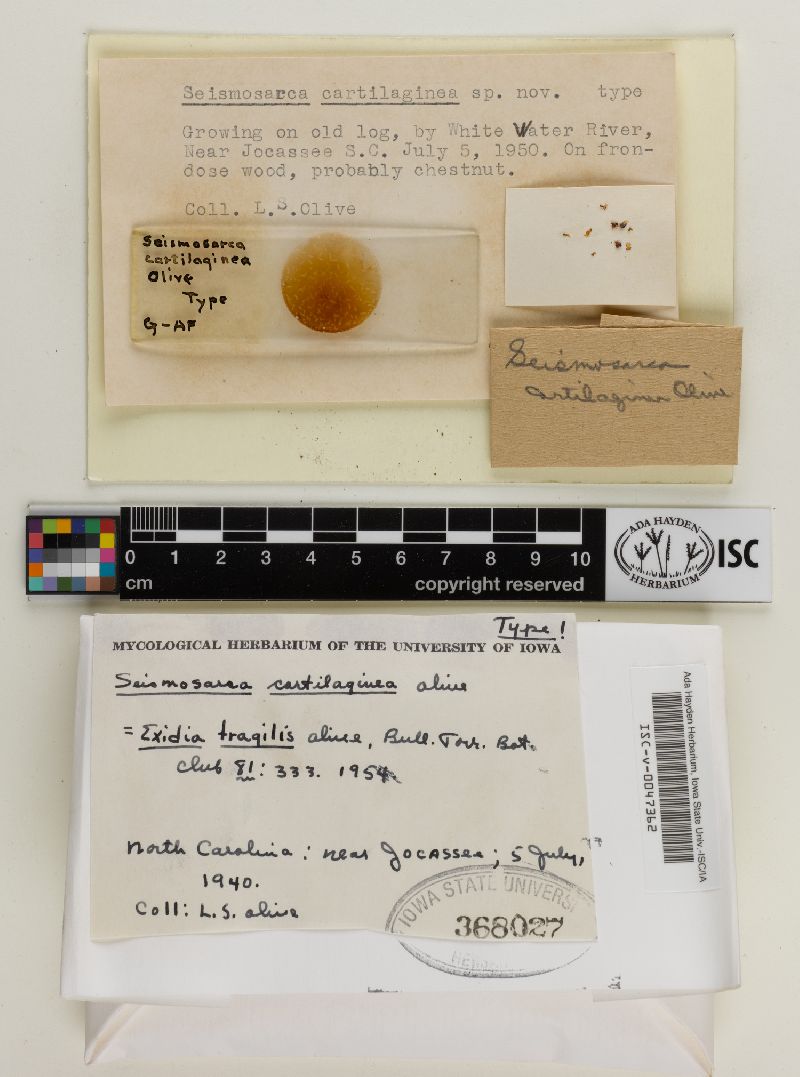 Seismosarca cartilaginea sp. nov. type
Growing on old log, by White Water River,
Near Jocassee S.C. July 5, 1950. On fron-
dose wood, probably chestnut.
Coll. L.S.Olive
Seismosarca
cartilaginea
Olive
Type
G-AF
Seismosarca
cartilaginea Olive
0 1 2 3 4 5 6 7 8 9 10
cm copyright reserved
ADA HAYDEN
HERBARIUM
ISC
Type!
MYCOLOGICAL HERBARIUM OF THE UNIVERSITY OF IOWA
Seismosarca cartilaginea olive
= Exidia fragilis olive, Bull. Torr. Bot.
Club 81: 333. 1954
North Carolina: near Jocassea; 5 July,
1940.
Coll: L.S. olive
IOWA STATE UNIVERSI
368027
Ada Hayden Herbarium, Iowa State Univ.-ISC/IA
ISC-v-0047362